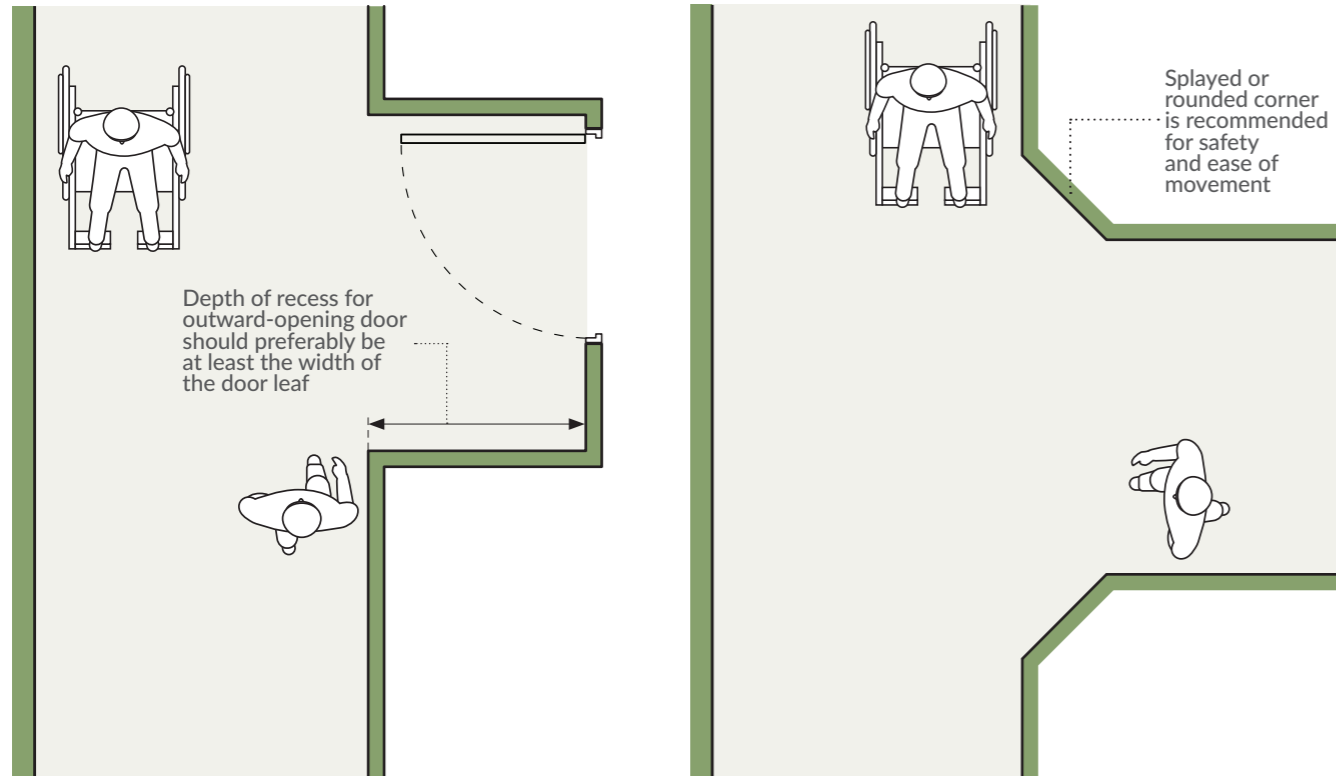 Depth of recess for
outward-opening door
should preferably be
at least the width of
the door leaf
Splayed or
rounded corner
is recommended
for safety
and ease of
movement